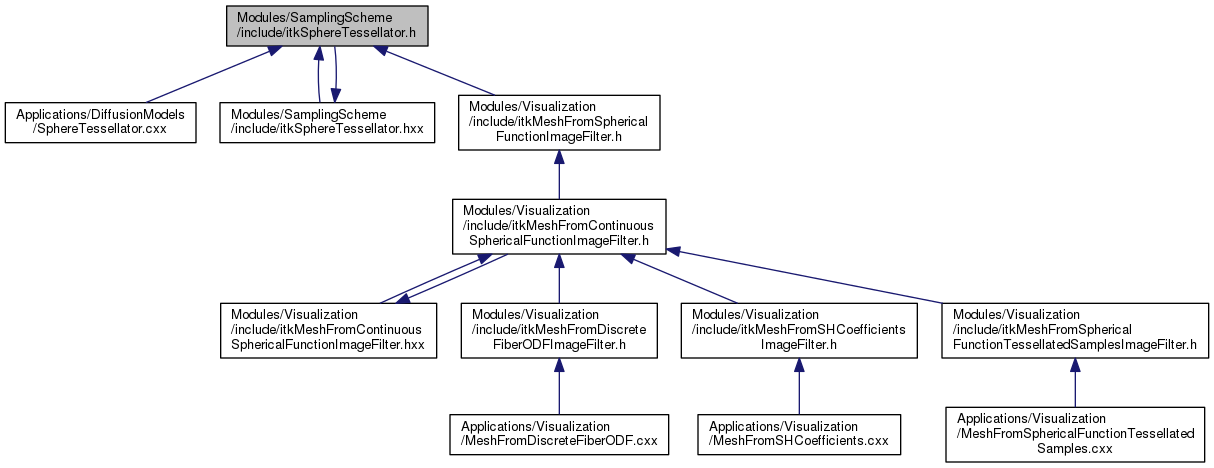 Modules/SamplingScheme
/include/itkSphereTessellator.h
Applications/DiffusionModels
/SphereTessellator.cxx
Modules/SamplingScheme
/include/itkSphereTessellator.hxx
Modules/Visualization
/include/itkMeshFromSpherical
FunctionImageFilter.h
Modules/Visualization
/include/itkMeshFromContinuous
SphericalFunctionImageFilter.h
Modules/Visualization
/include/itkMeshFromContinuous
SphericalFunctionImageFilter.hxx
Modules/Visualization
/include/itkMeshFromDiscrete
FiberODFImageFilter.h
Modules/Visualization
/include/itkMeshFromSHCoefficients
ImageFilter.h
Modules/Visualization
/include/itkMeshFromSpherical
FunctionTessellatedSamplesImageFilter.h
Applications/Visualization
/MeshFromDiscreteFiberODF.cxx
Applications/Visualization
/MeshFromSHCoefficients.cxx
Applications/Visualization
/MeshFromSphericalFunctionTessellated
Samples.cxx